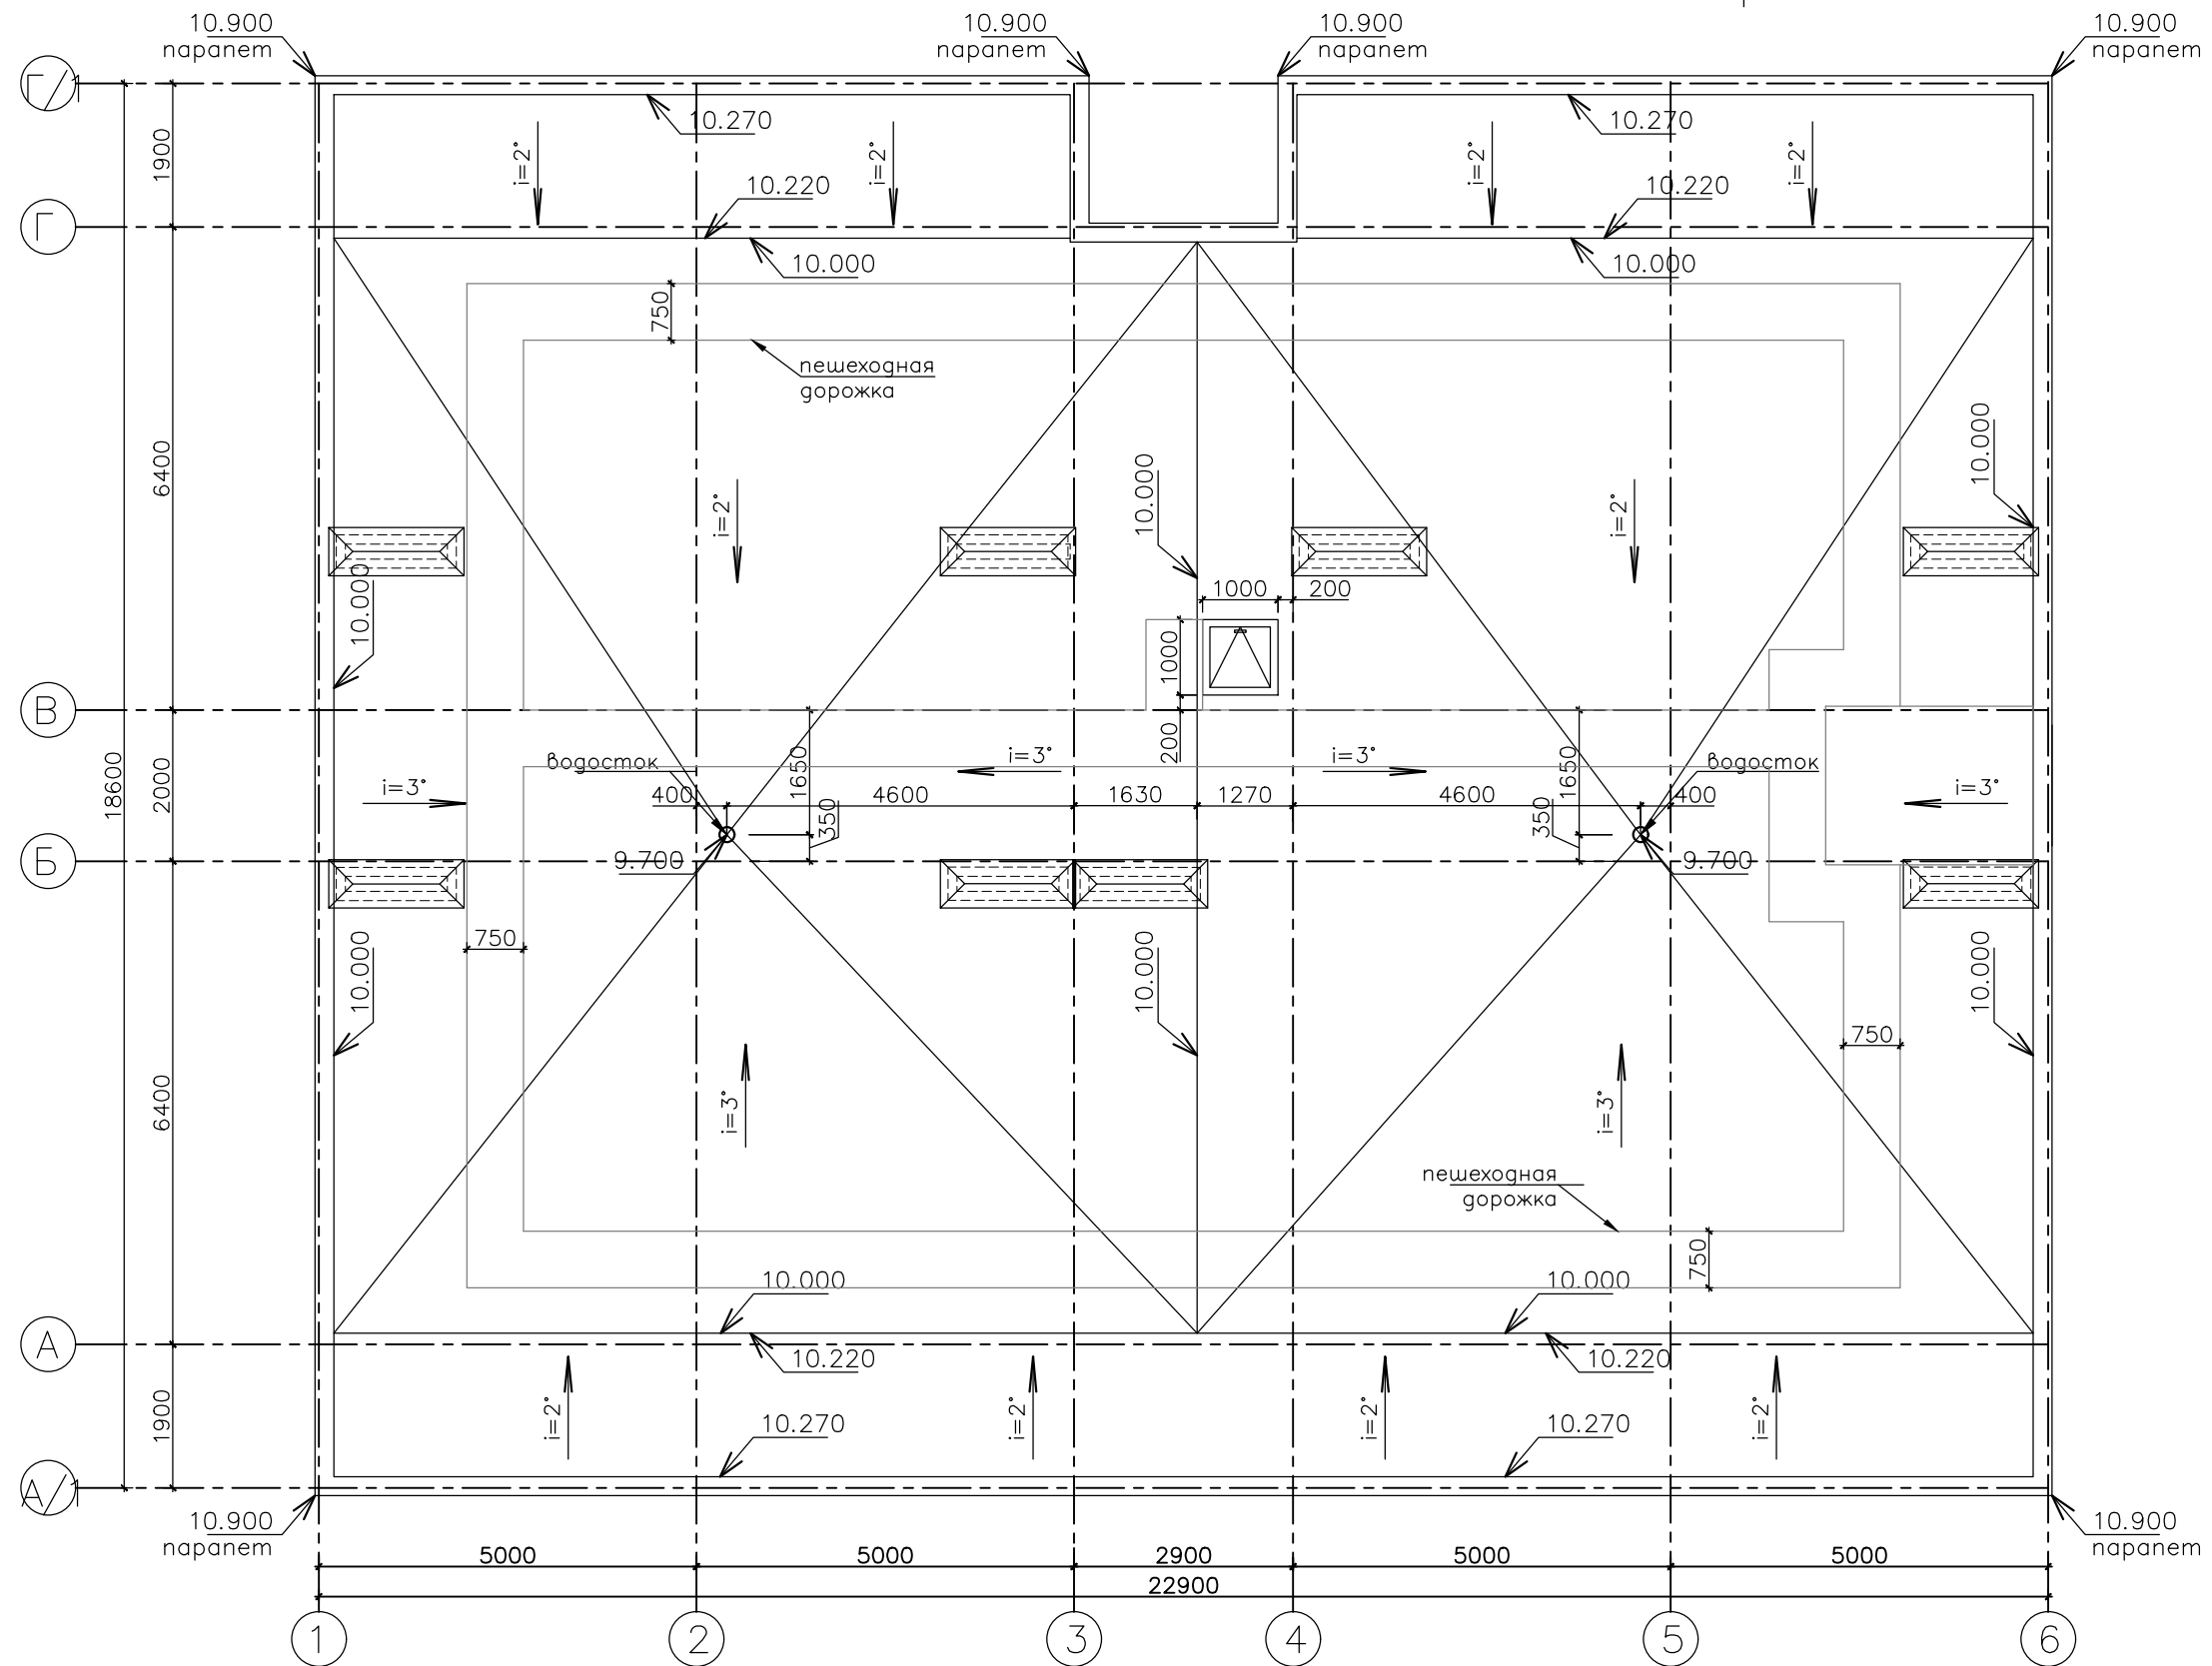 10.900
парапет
10.900
парапет
10.900
парапет
10.900
парапет
Г/1
10.270
10.270
1900
i=2°
i=2°
i=2°
i=2°
10.220
10.220
Г
10.000
10.000
750
пешеходная
дорожка
6400
10.000
10.000
i=2°
i=2°
10.000
1000
200
1000
В
200
водосток
1650
i=3°
i=3°
1650
водосток
18600
2000
i=3°
400
4600
1630
1270
4600
400
i=3°
350
350
Б
9.700
9.700
750
10.000
10.000
10.000
750
6400
i=3°
i=3°
пешеходная
дорожка
750
10.000
10.000
А
10.220
10.220
1900
i=2°
i=2°
i=2°
i=2°
10.270
10.270
А/1
10.900
парапет
10.900
парапет
5000
5000
2900
5000
5000
22900
1
2
3
4
5
6